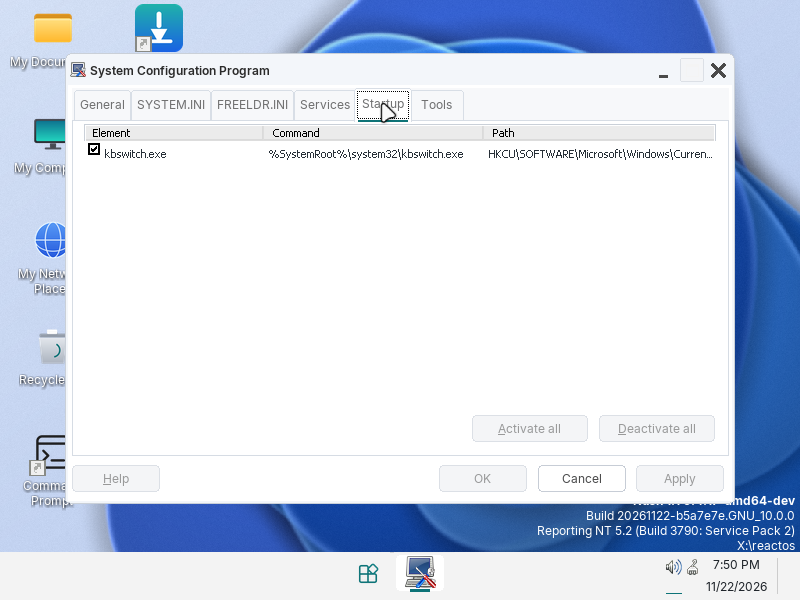 My Docum
System Configuration Program
General
SYSTEM.INI
FREELDR.INI
Services
Startup
Tools
Element
Command
Path
kbswitch.exe
%SystemRoot%\system32\kbswitch.exe
HKCU\SOFTWARE\Microsoft\Windows\Curren...
My Comp
My Netw
Place
Recycle
Comma
Promp
Activate all
Deactivate all
Help
OK
Cancel
Apply
amd64-dev
Build 20261122-b5a7e7e.GNU_10.0.0
Reporting NT 5.2 (Build 3790: Service Pack 2)
X:\reactos
7:50 PM
11/22/2026